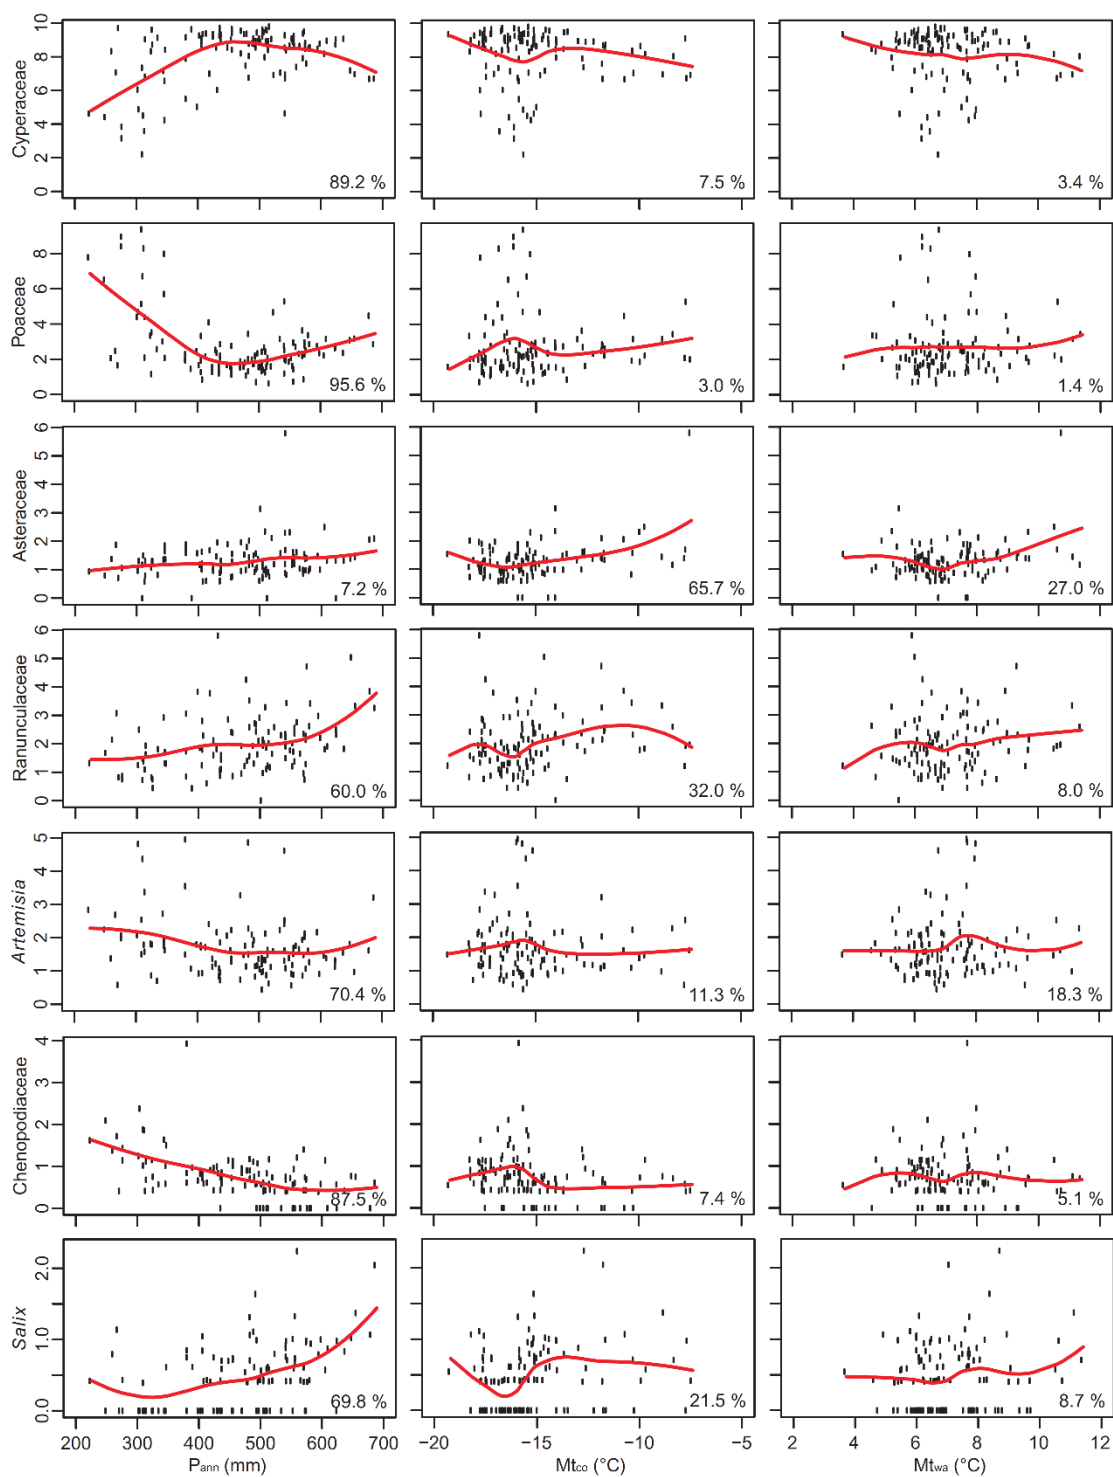 Cyperaceae
0 2 4 6 8 10
89.2 %
7.5 %
3.4 %
Poaceae
0 2 4 6 8
95.6 %
3.0 %
1.4 %
Asteraceae
0 1 2 3 4 5 6
7.2 %
65.7 %
27.0 %
Ranunculaceae
0 1 2 3 4 5 6
60.0 %
32.0 %
8.0 %
Artemisia
0 1 2 3 4 5
70.4 %
11.3 %
18.3 %
Chenopodiaceae
0 1 2 3 4
87.5 %
7.4 %
5.1 %
Salix
0.0 1.0 2.0
69.8 %
21.5 %
8.7 %
200 300 400 500 600 700
−20 −15 −10 −5
2 4 6 8 10 12
Pann (mm)
Mtco (°C)
Mtwa (°C)